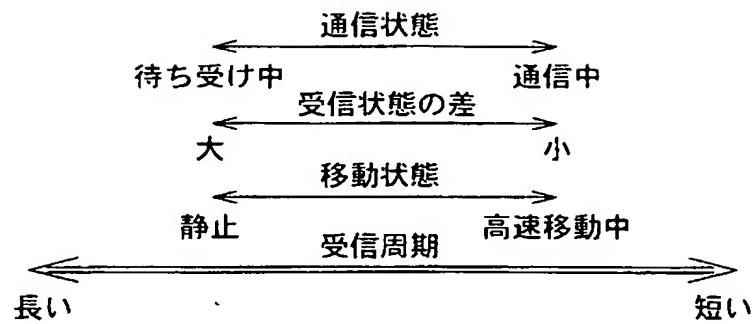 通信状態
待ち受け中 通信中
受信状態の差
大 小
移動状態
静止 高速移動中
受信周期
長い 短い